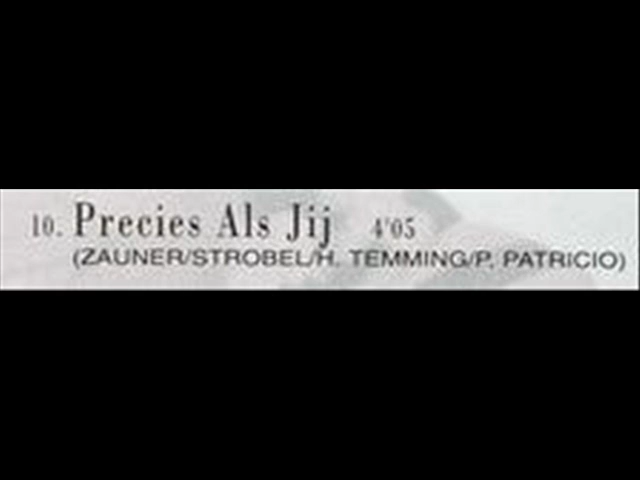 10. Precies Als Jij 4'05
(ZAUNER/STROBEL/H. TEMMING/P. PATRICIO)